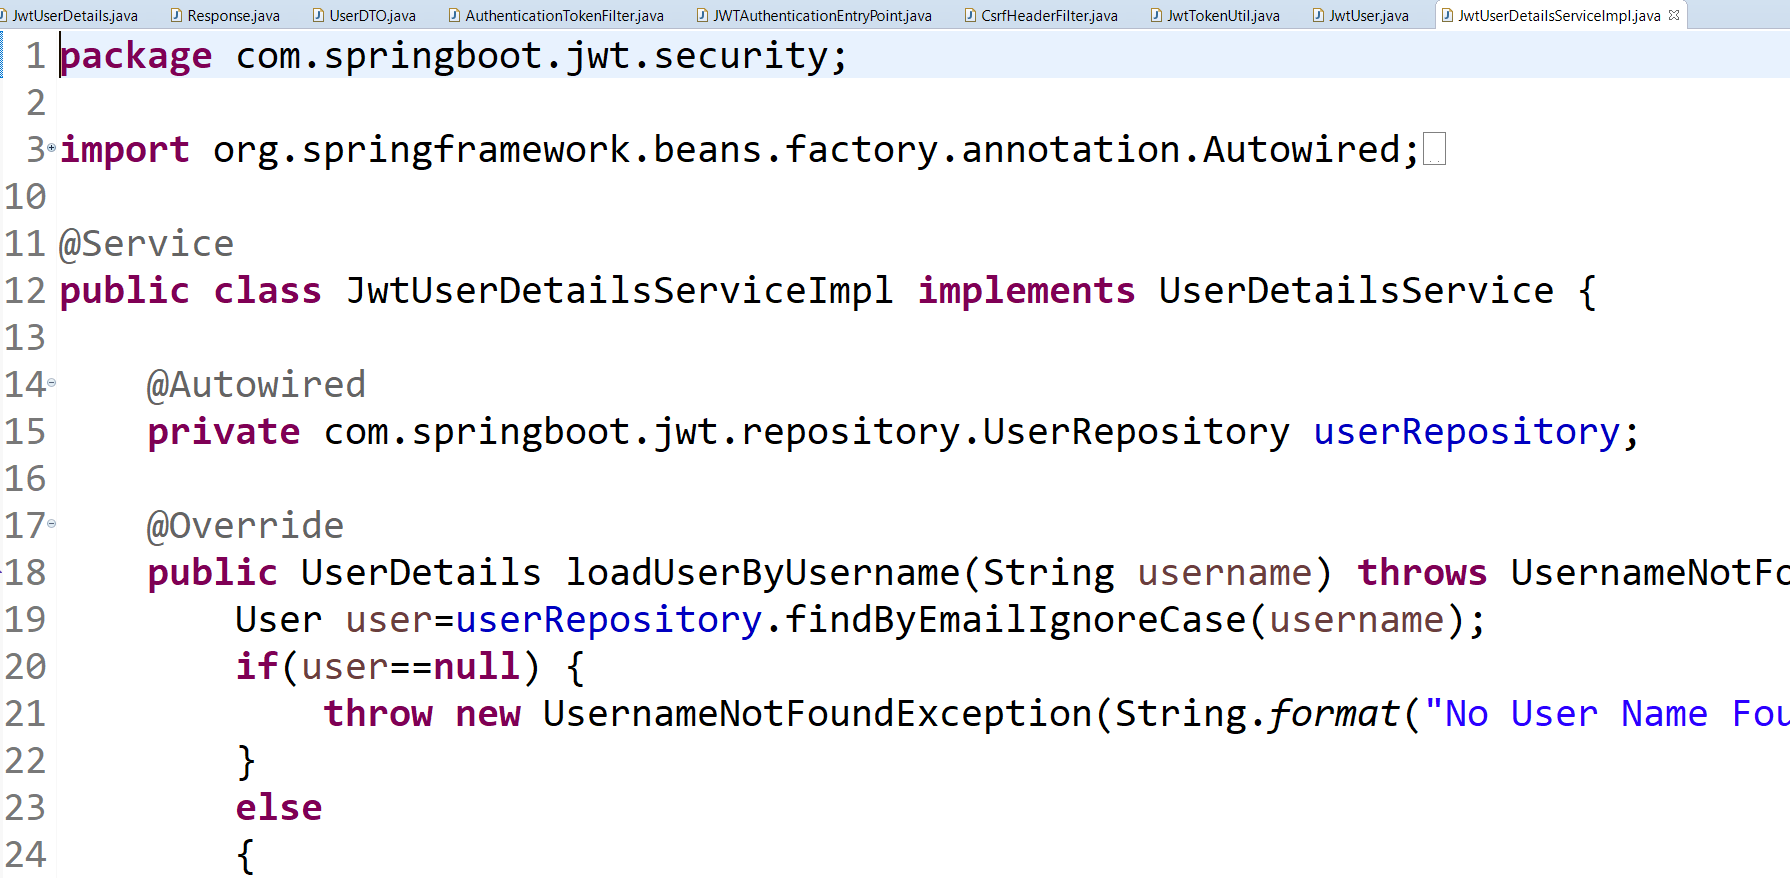 JwtUserDetails.java Response.java UserDTO.java AuthenticationTokenFilter.java JWTAuthenticationEntryPoint.java CsrfHeaderFilter.java JwtTokenUtil.java JwtUser.java JwtUserDetailsServiceImpl.java
1 package com.springboot.jwt.security;
2
3 import org.springframework.beans.factory.annotation.Autowired;
10
11 @Service
12 public class JwtUserDetailsServiceImpl implements UserDetailsService {
13
14 @Autowired
15 private com.springboot.jwt.repository.UserRepository userRepository;
16
17 @Override
18 public UserDetails loadUserByUsername(String username) throws UsernameNotFo
19 User user=userRepository.findByEmailIgnoreCase(username);
20 if(user==null) {
21 throw new UsernameNotFoundException(String.format("No User Name Fou
22 }
23 else
24 {